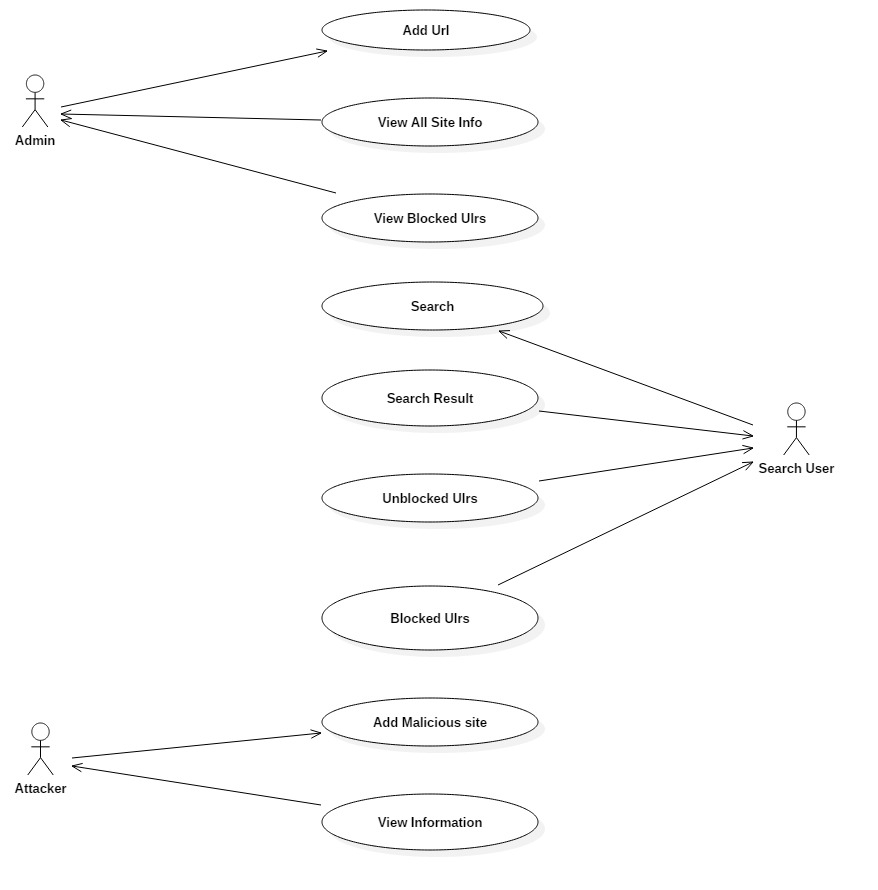 Add Url
Admin
View All Site Info
View Blocked Ulrs
Search
Search Result
Search User
Unblocked Ulrs
Blocked Ulrs
Add Malicious site
Attacker
View Information